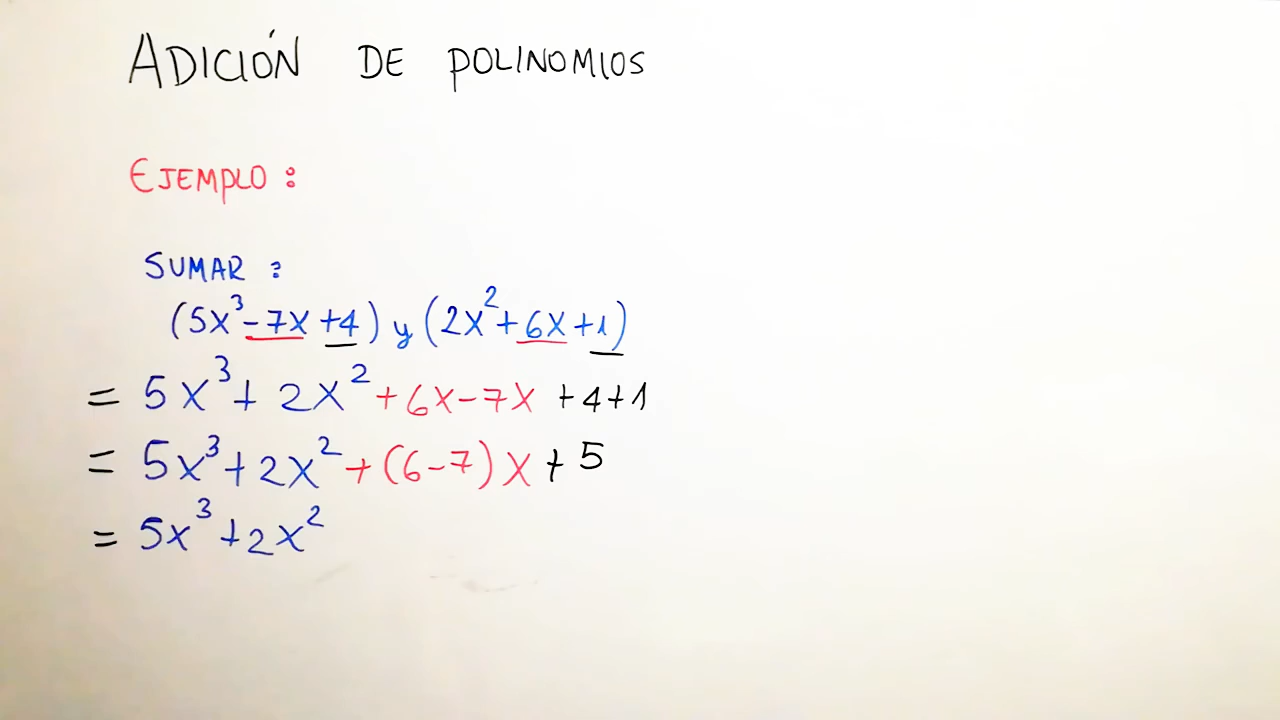 ADICIÓN DE POLINOMIOS
EJEMPLO:
SUMAR:
(5x³-7x+4) y (2x²+6x+1)
= 5x³+2x²+6x-7x+4+1
= 5x³+2x²+(6-7)x+5
= 5x³+2x²